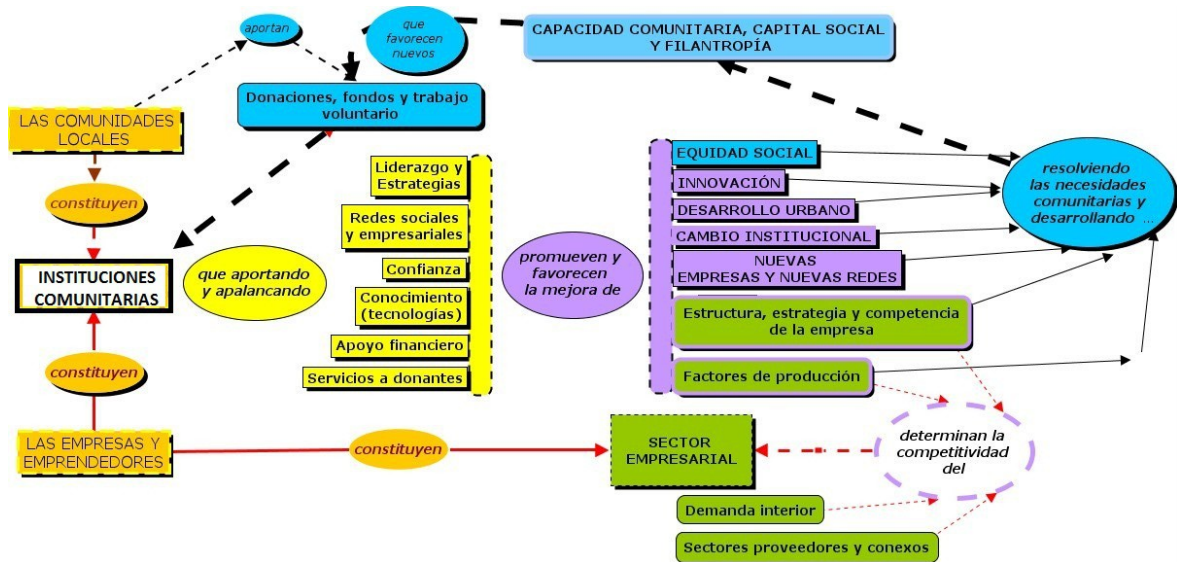 aportan
que
favorecen
nuevos
CAPACIDAD COMUNITARIA, CAPITAL SOCIAL
Y FILANTROPÍA
Donaciones, fondos y trabajo
voluntario
LAS COMUNIDADES
LOCALES
constituyen
INSTITUCIONES
COMUNITARIAS
constituyen
LAS EMPRESAS Y
EMPRENDEDORES
que aportando
y apalancando
Liderazgo y
Estrategias
Redes sociales
y empresariales
Confianza
Conocimiento
(tecnologías)
Apoyo financiero
Servicios a donantes
promueven y
favorecen
la mejora de
EQUIDAD SOCIAL
INNOVACIÓN
DESARROLLO URBANO
CAMBIO INSTITUCIONAL
NUEVAS
EMPRESAS Y NUEVAS REDES
Estructura, estrategia y competencia
de la empresa
Factores de producción
resolviendo
las necesidades
comunitarias y
desarrollando ...
constituyen
SECTOR
EMPRESARIAL
determinan la
competitividad
del
Demanda interior
Sectores proveedores y conexos